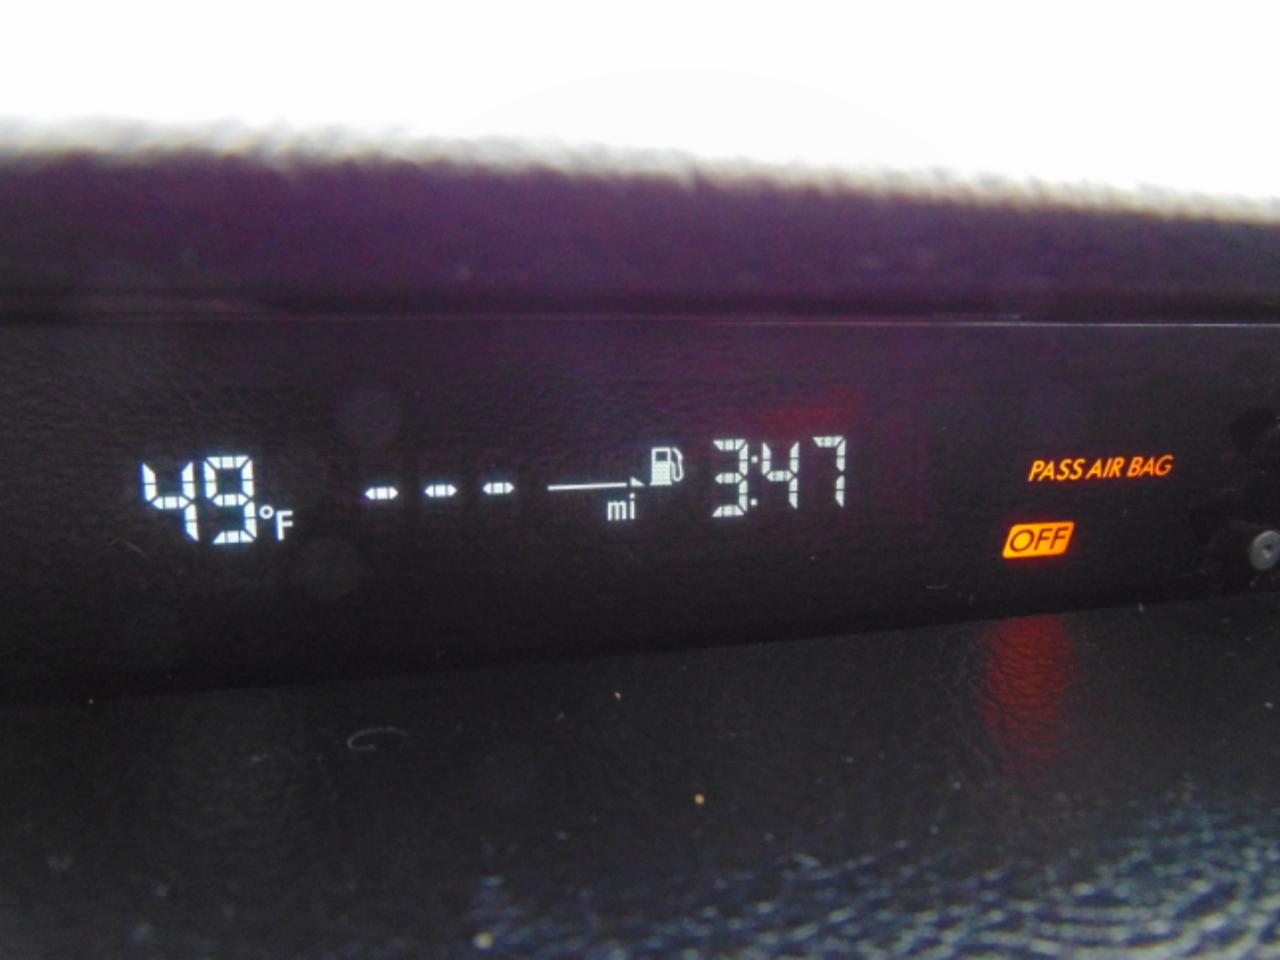 49°F --- mi 3:47
PASS AIR BAG
OFF